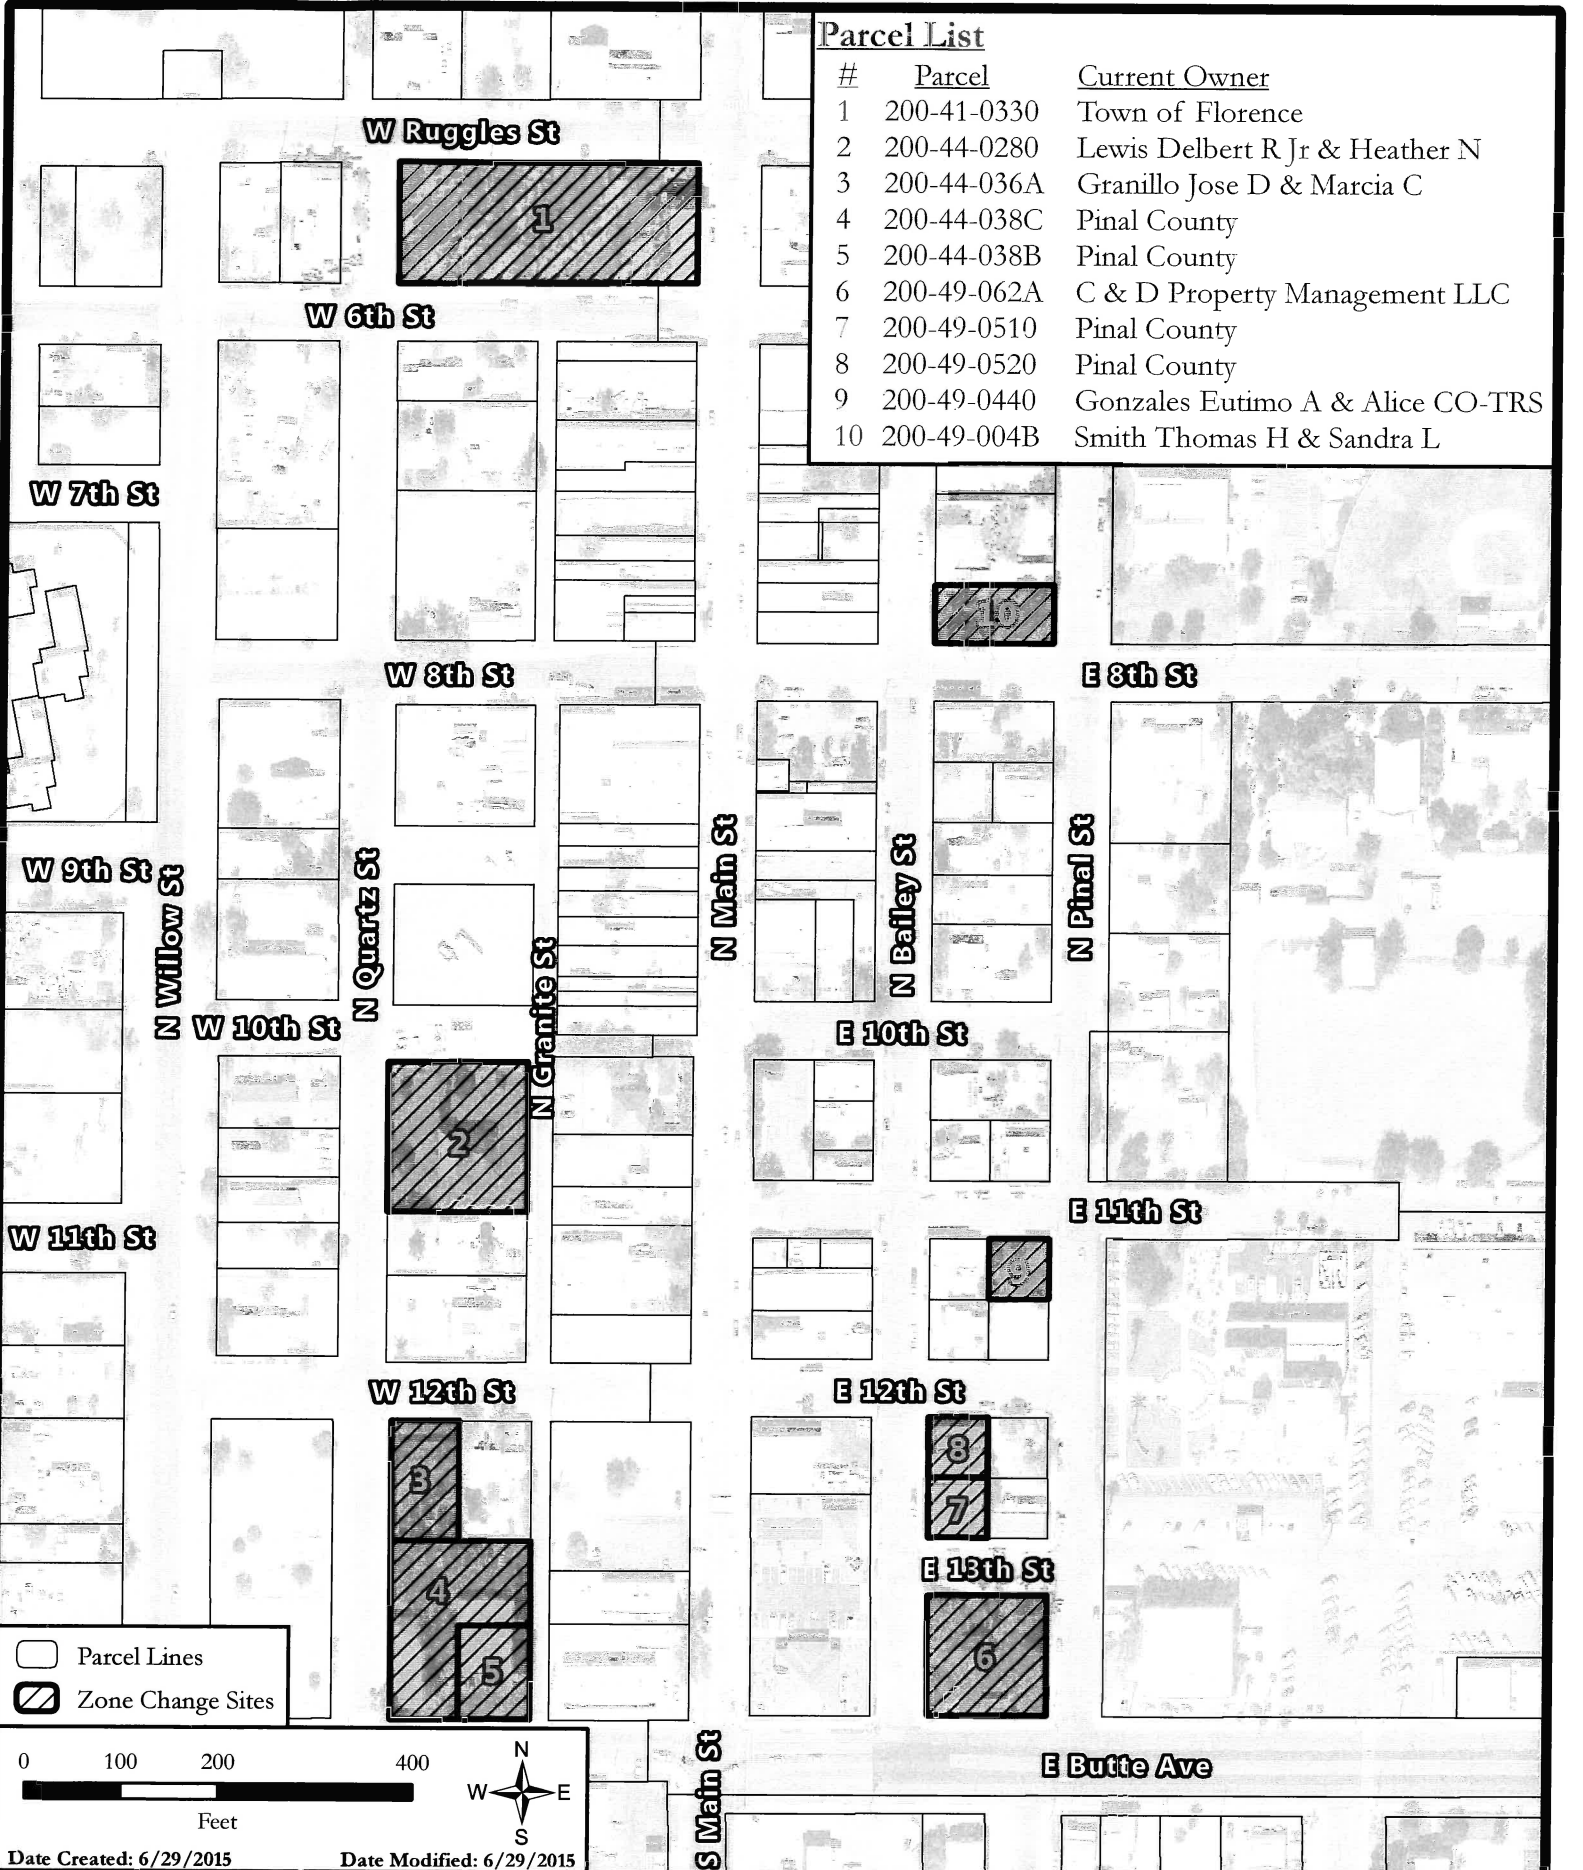 Parcel List
# Parcel Current Owner
1 200-41-0330 Town of Florence
2 200-44-0280 Lewis Delbert R Jr & Heather N
3 200-44-036A Granillo Jose D & Marcia C
4 200-44-038C Pinal County
5 200-44-038B Pinal County
6 200-49-062A C & D Property Management LLC
7 200-49-0510 Pinal County
8 200-49-0520 Pinal County
9 200-49-0440 Gonzales Eutimo A & Alice CO-TRS
10 200-49-004B Smith Thomas H & Sandra L
W Ruggles St
1
W 6th St
W 7th St
10
W 8th St
E 8th St
W 9th St
N Willow St
N Quartz St
N Granite St
N Main St
N Bailey St
N Pinal St
W 10th St
E 10th St
2
W 11th St
E 11th St
9
W 12th St
E 12th St
3
8
7
4
E 13th St
5
6
Parcel Lines
Zone Change Sites
E Butte Ave
S Main St
0 100 200 400
Feet
N
W E
S
Date Created: 6/29/2015 Date Modified: 6/29/2015